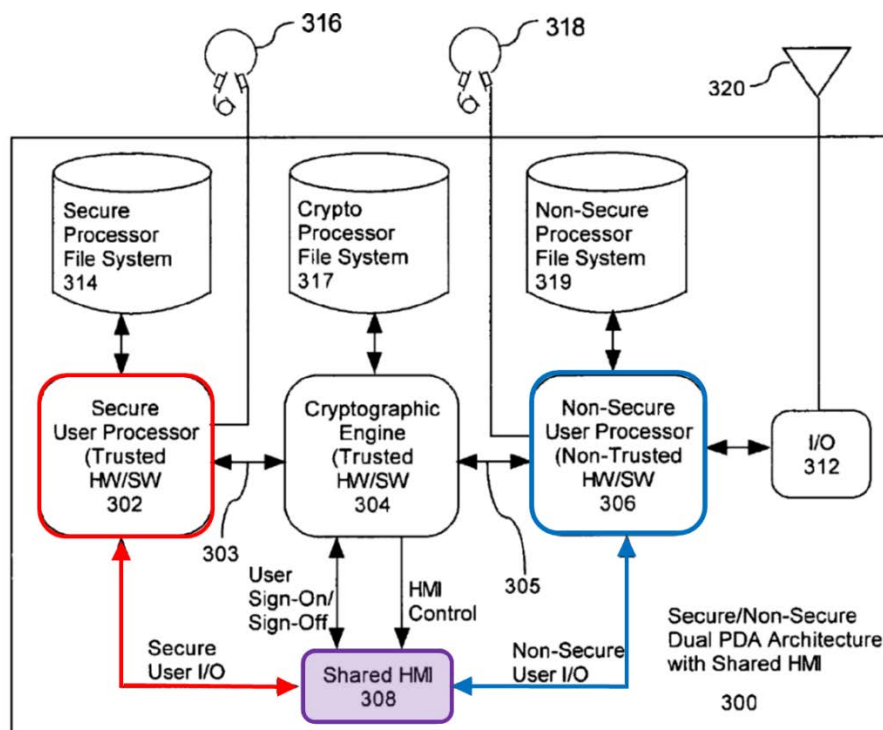 316
318
320
Secure
Processor
File System
314
Crypto
Processor
File System
317
Non-Secure
Processor
File System
319
Secure
User Processor
(Trusted
HW/SW
302
Cryptographic
Engine
(Trusted
HW/SW
304
Non-Secure
User Processor
(Non-Trusted
HW/SW
306
I/O
312
303
305
User
Sign-On/
Sign-Off
HMI
Control
Secure
User I/O
Non-Secure
User I/O
Shared HMI
308
Secure/Non-Secure
Dual PDA Architecture
with Shared HMI
300